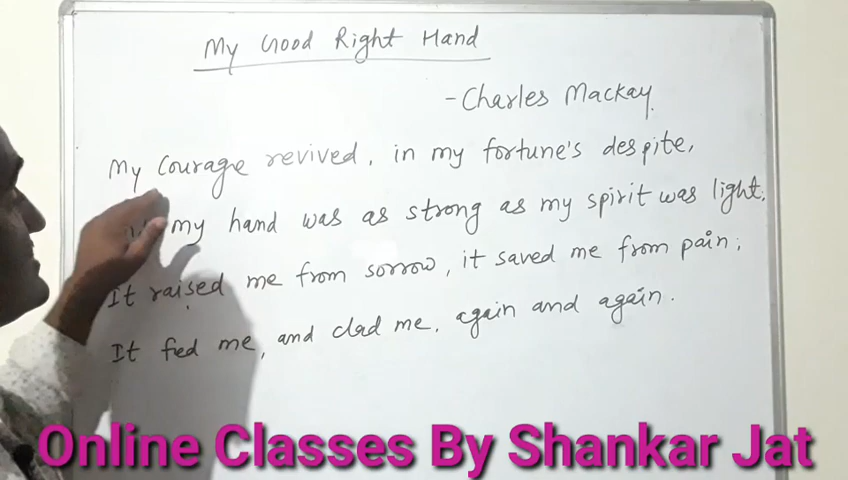 My Good Right Hand
-Charles Mackay.
My Courage revived, in my fortune's despite,
my hand was as strong as my spirit was light;
It raised me from sorrow, it saved me from pain;
It fed me, and clad me, again and again.
Online Classes By Shankar Jat